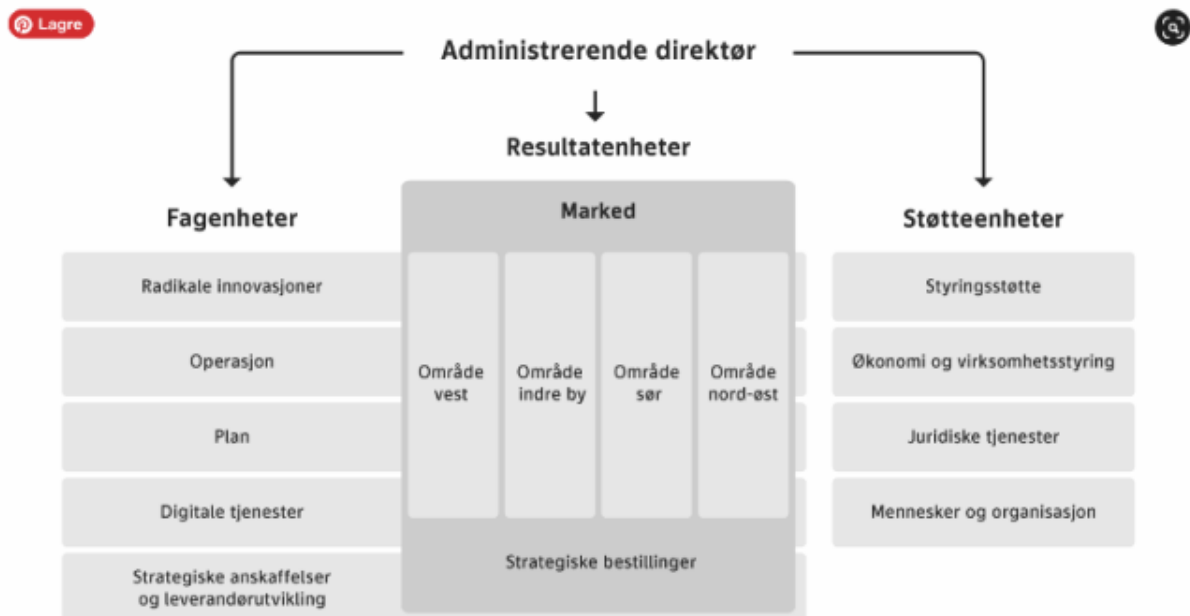 Lagre
Administrerende direktør
Resultatenheter
Fagenheter
Marked
Støtteenheter
Radikale innovasjoner
Operasjon
Plan
Digitale tjenester
Strategiske anskaffelser
og leverandørutvikling
Område
vest
Område
indre by
Område
sør
Område
nord-øst
Strategiske bestillinger
Styringsstøtte
Økonomi og virksomhetsstyring
Juridiske tjenester
Mennesker og organisasjon